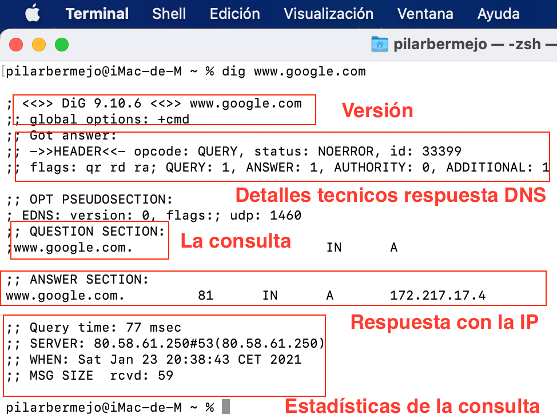 Terminal Shell Edición Visualización Ventana Ayuda
pilarbermejo — -zsh
pilarbermejo@iMac-de-M ~ % dig www.google.com
; <<>> DiG 9.10.6 <<>> www.google.com
Versión
;; global options: +cmd
;; Got answer:
;; ->>HEADER<<- opcode: QUERY, status: NOERROR, id: 33399
;; flags: qr rd ra; QUERY: 1, ANSWER: 1, AUTHORITY: 0, ADDITIONAL: 1
Detalles tecnicos respuesta DNS
;; OPT PSEUDOSECTION:
; EDNS: version: 0, flags:; udp: 1460
;; QUESTION SECTION:
La consulta
;www.google.com. IN A
;; ANSWER SECTION:
www.google.com. 81 IN A 172.217.17.4
Respuesta con la IP
;; Query time: 77 msec
;; SERVER: 80.58.61.250#53(80.58.61.250)
;; WHEN: Sat Jan 23 20:38:43 CET 2021
;; MSG SIZE rcvd: 59
pilarbermejo@iMac-de-M ~ %
Estadísticas de la consulta